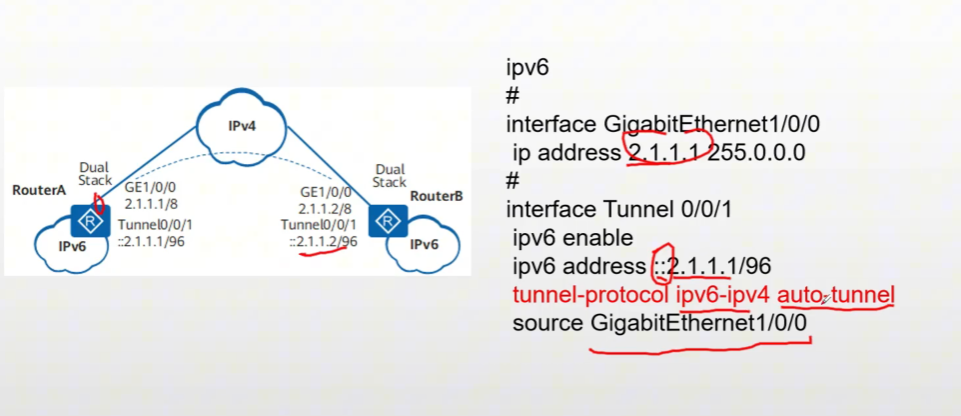 IPv4
Dual
Stack
RouterA
GE1/0/0
2.1.1.1/8
Tunnel0/0/1
::2.1.1.1/96
R
IPv6
Dual
Stack
RouterB
GE1/0/0
2.1.1.2/8
Tunnel0/0/1
::2.1.1.2/96
R
IPv6
ipv6
#
interface GigabitEthernet1/0/0
ip address 2.1.1.1 255.0.0.0
#
interface Tunnel 0/0/1
ipv6 enable
ipv6 address ::2.1.1.1/96
tunnel-protocol ipv6-ipv4 auto-tunnel
source GigabitEthernet1/0/0